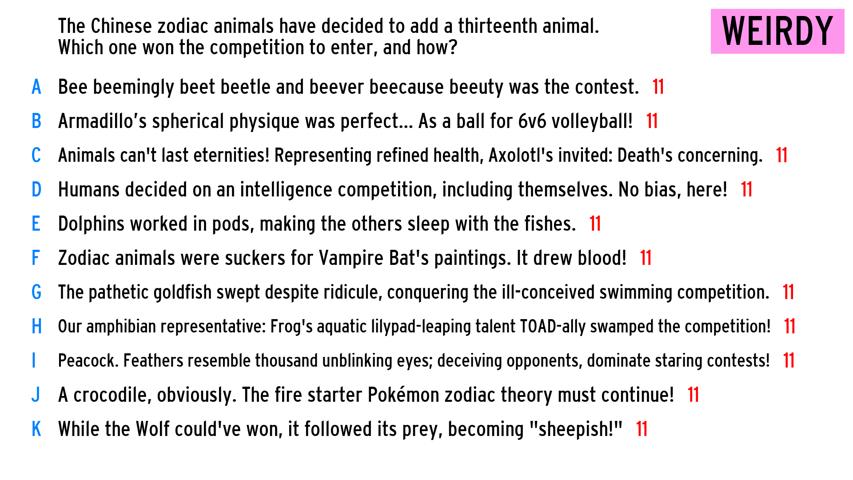 The Chinese zodiac animals have decided to add a thirteenth animal.
Which one won the competition to enter, and how?
WEIRDY
A Bee beemingly beet beetle and beever beecause beeuty was the contest. 11
B Armadillo's spherical physique was perfect... As a ball for 6v6 volleyball! 11
C Animals can't last eternities! Representing refined health, Axolotl's invited: Death's concerning. 11
D Humans decided on an intelligence competition, including themselves. No bias, here! 11
E Dolphins worked in pods, making the others sleep with the fishes. 11
F Zodiac animals were suckers for Vampire Bat's paintings. It drew blood! 11
G The pathetic goldfish swept despite ridicule, conquering the ill-conceived swimming competition. 11
H Our amphibian representative: Frog's aquatic lilypad-leaping talent TOAD-ally swamped the competition! 11
I Peacock. Feathers resemble thousand unblinking eyes; deceiving opponents, dominate staring contests! 11
J A crocodile, obviously. The fire starter Pokémon zodiac theory must continue! 11
K While the Wolf could've won, it followed its prey, becoming "sheepish!" 11